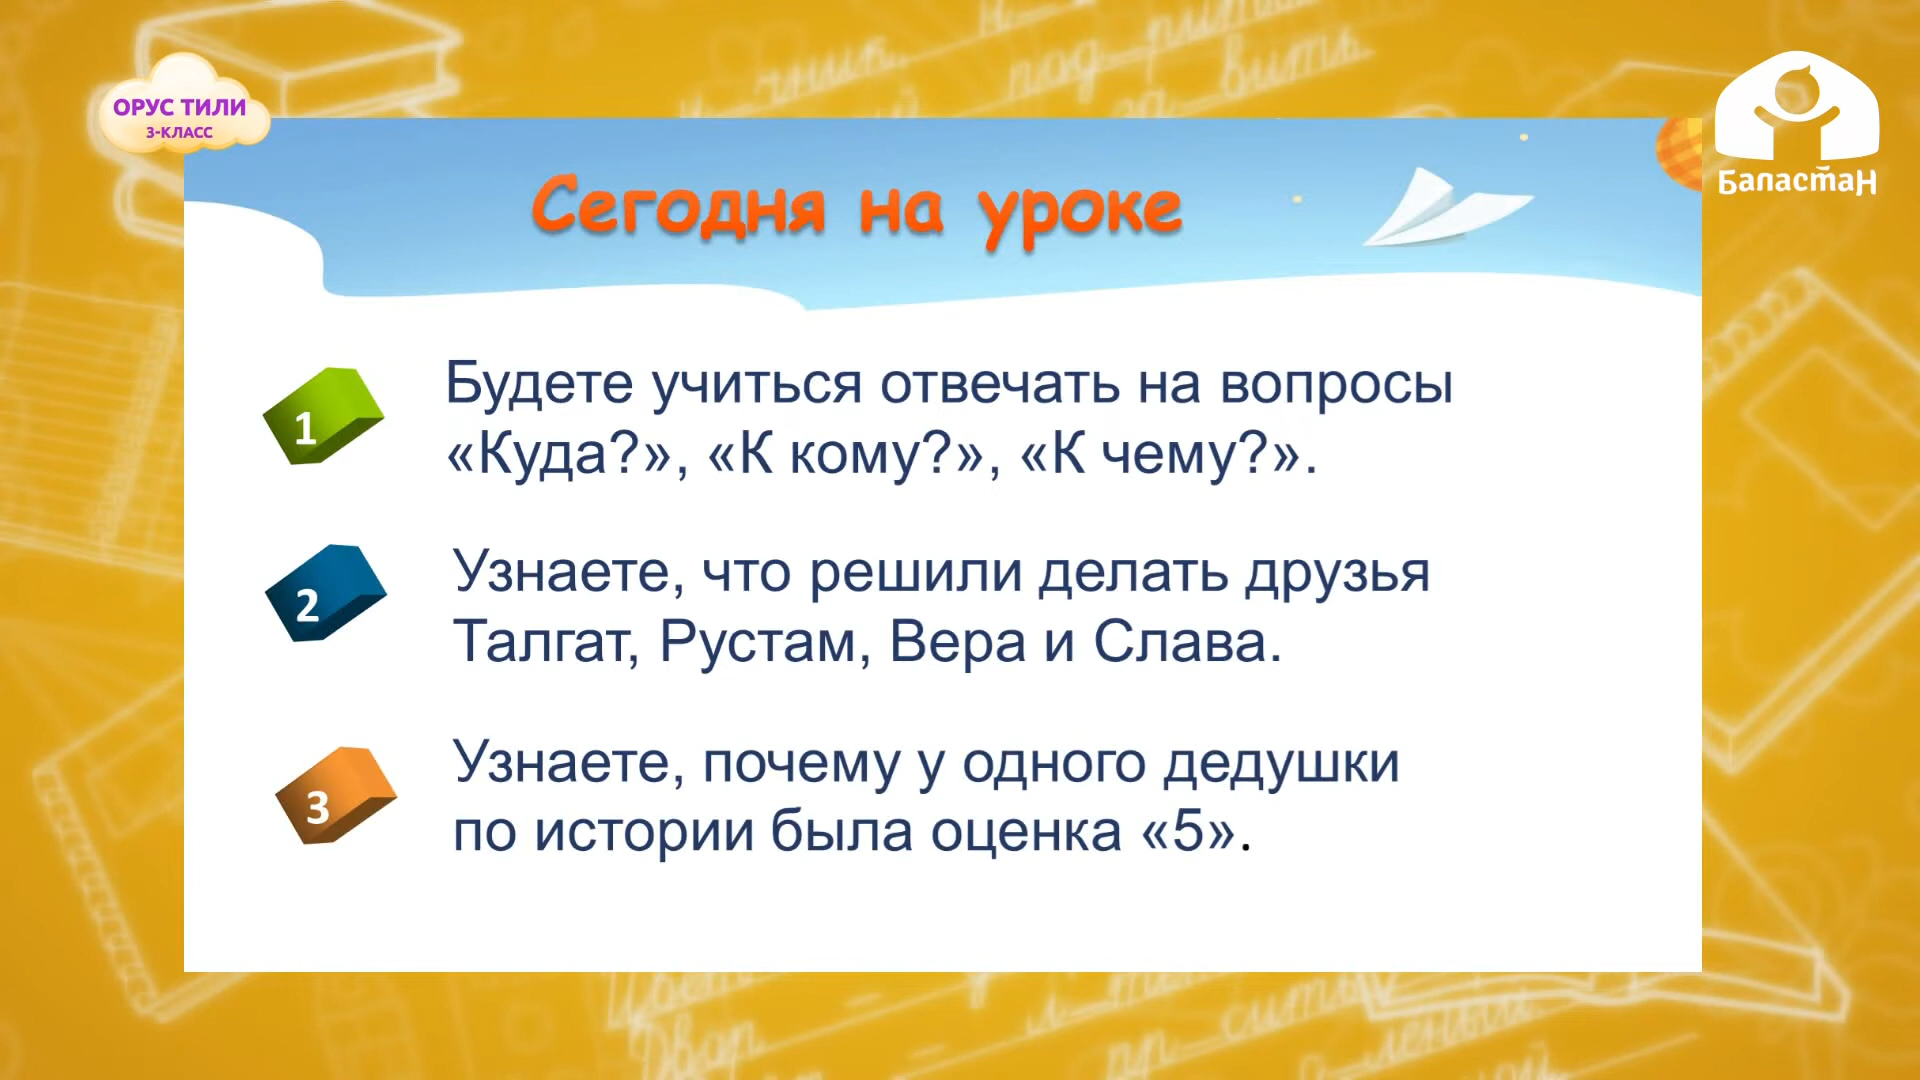 ОРУС ТИЛИ
3-КЛАСС
Баластан
Сегодня на уроке
1
Будете учиться отвечать на вопросы
«Куда?», «К кому?», «К чему?».
2
Узнаете, что решили делать друзья
Талгат, Рустам, Вера и Слава.
3
Узнаете, почему у одного дедушки
по истории была оценка «5».